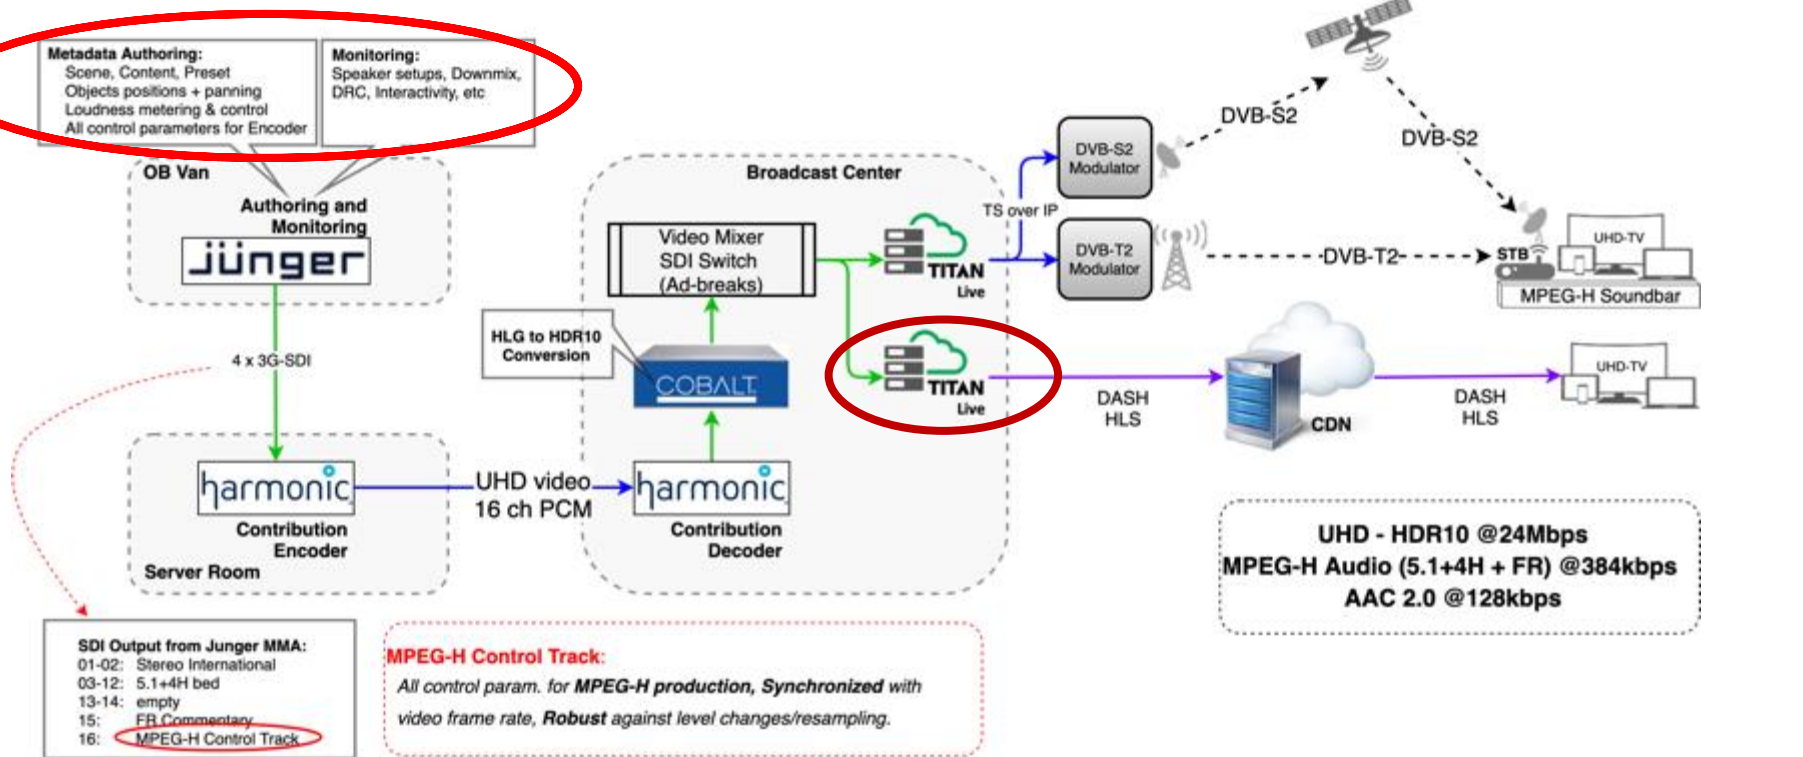 Metadata Authoring:
Scene, Content, Preset
Objects positions + panning
Loudness metering & control
All control parameters for Encoder
Monitoring:
Speaker setups, Downmix,
DRC, Interactivity, etc
OB Van
Authoring and
Monitoring
jünger
4 x 3G-SDI
harmonic
Contribution
Encoder
Server Room
UHD video
16 ch PCM
Broadcast Center
Video Mixer
SDI Switch
(Ad-breaks)
HLG to HDR10
Conversion
COBALT
harmonic
Contribution
Decoder
TITAN
Live
TITAN
Live
TS over IP
DVB-S2
Modulator
DVB-T2
Modulator
DVB-S2
DVB-S2
DVB-T2
STB
UHD-TV
MPEG-H Soundbar
DASH
HLS
CDN
DASH
HLS
UHD-TV
UHD - HDR10 @24Mbps
MPEG-H Audio (5.1+4H + FR) @384kbps
AAC 2.0 @128kbps
SDI Output from Junger MMA:
01-02: Stereo International
03-12: 5.1+4H bed
13-14: empty
15: FR Commentary
16: MPEG-H Control Track
MPEG-H Control Track:
All control param. for MPEG-H production, Synchronized with
video frame rate, Robust against level changes/resampling.